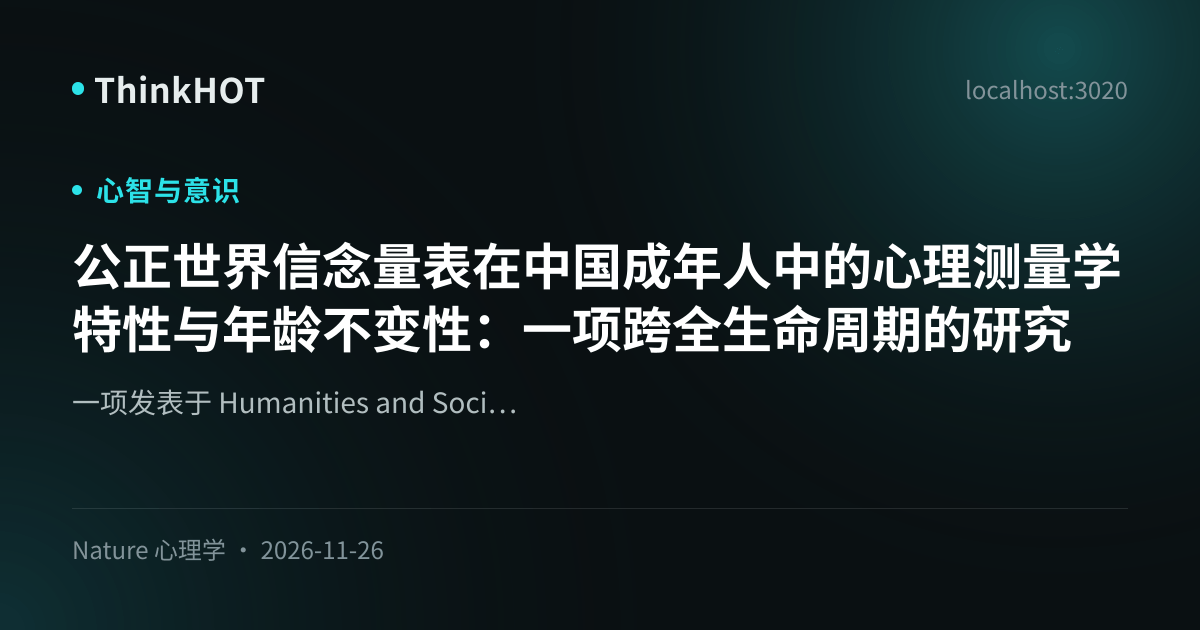 ThinkHOT
localhost:3020
心智与意识
公正世界信念量表在中国成年人中的心理测量学
特性与年龄不变性：一项跨全生命周期的研究
一项发表于 Humanities and Soci…
Nature 心理学 · 2026-11-26